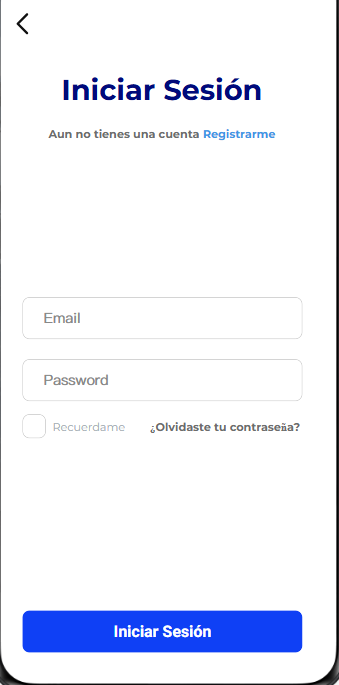 Iniciar Sesión
Aun no tienes una cuenta Registrarme
Email
Password
Recuerdame ¿Olvidaste tu contraseña?
Iniciar Sesión